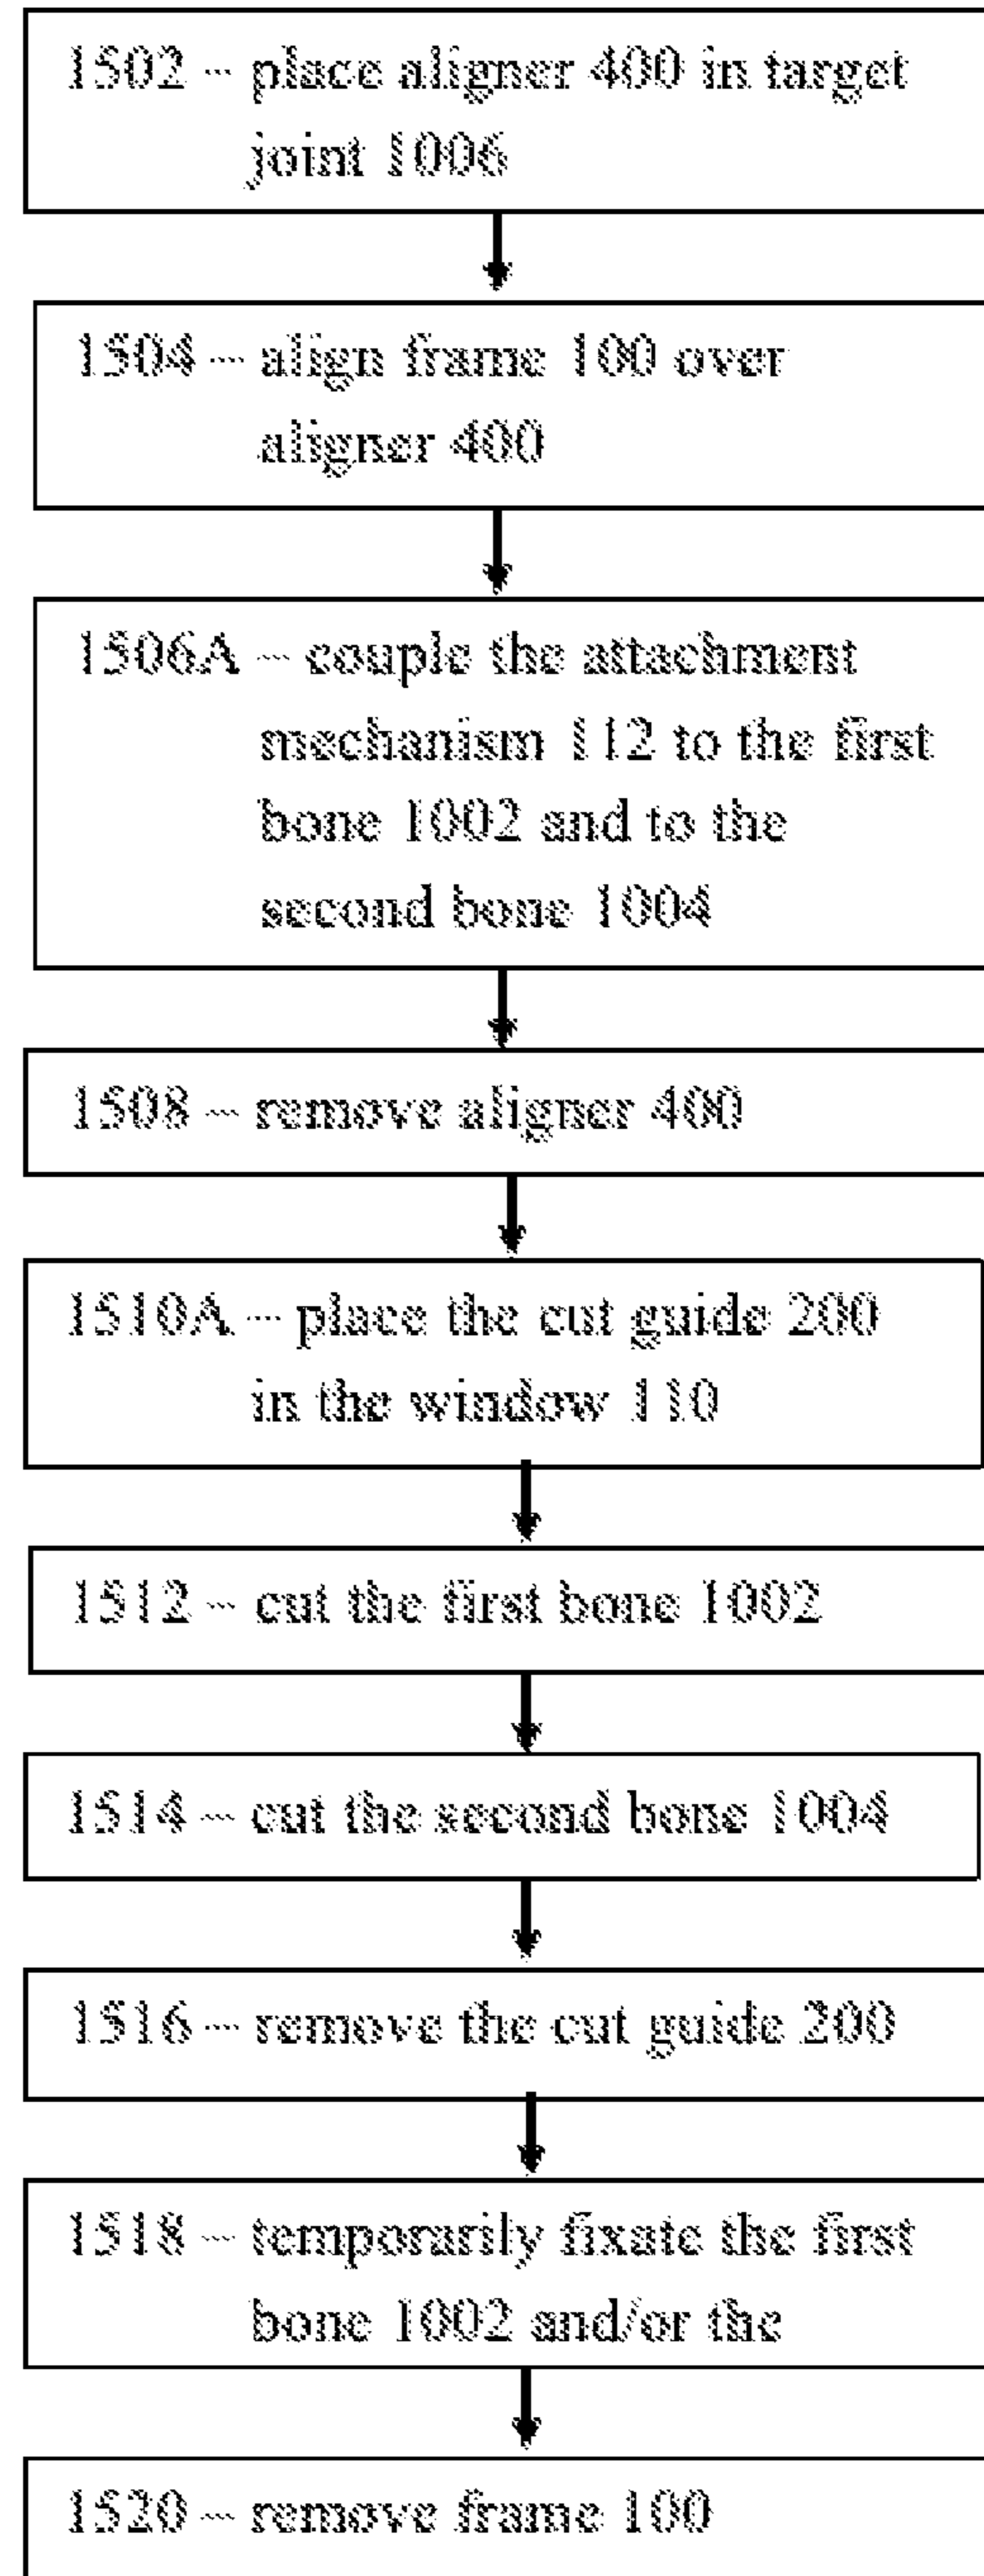 1502 – place aligner 400 in target
joint 1006
1504 – align frame 100 over
aligner 400
1506A – couple the attachment
mechanism 112 to the first
bone 1002 and to the
second bone 1004
1508 – remove aligner 400
1510A – place the cut guide 200
in the window 110
1512 – cut the first bone 1002
1514 – cut the second bone 1004
1516 – remove the cut guide 200
1518 – temporarily fixate the first
bone 1002 and/or the
1520 – remove frame 100